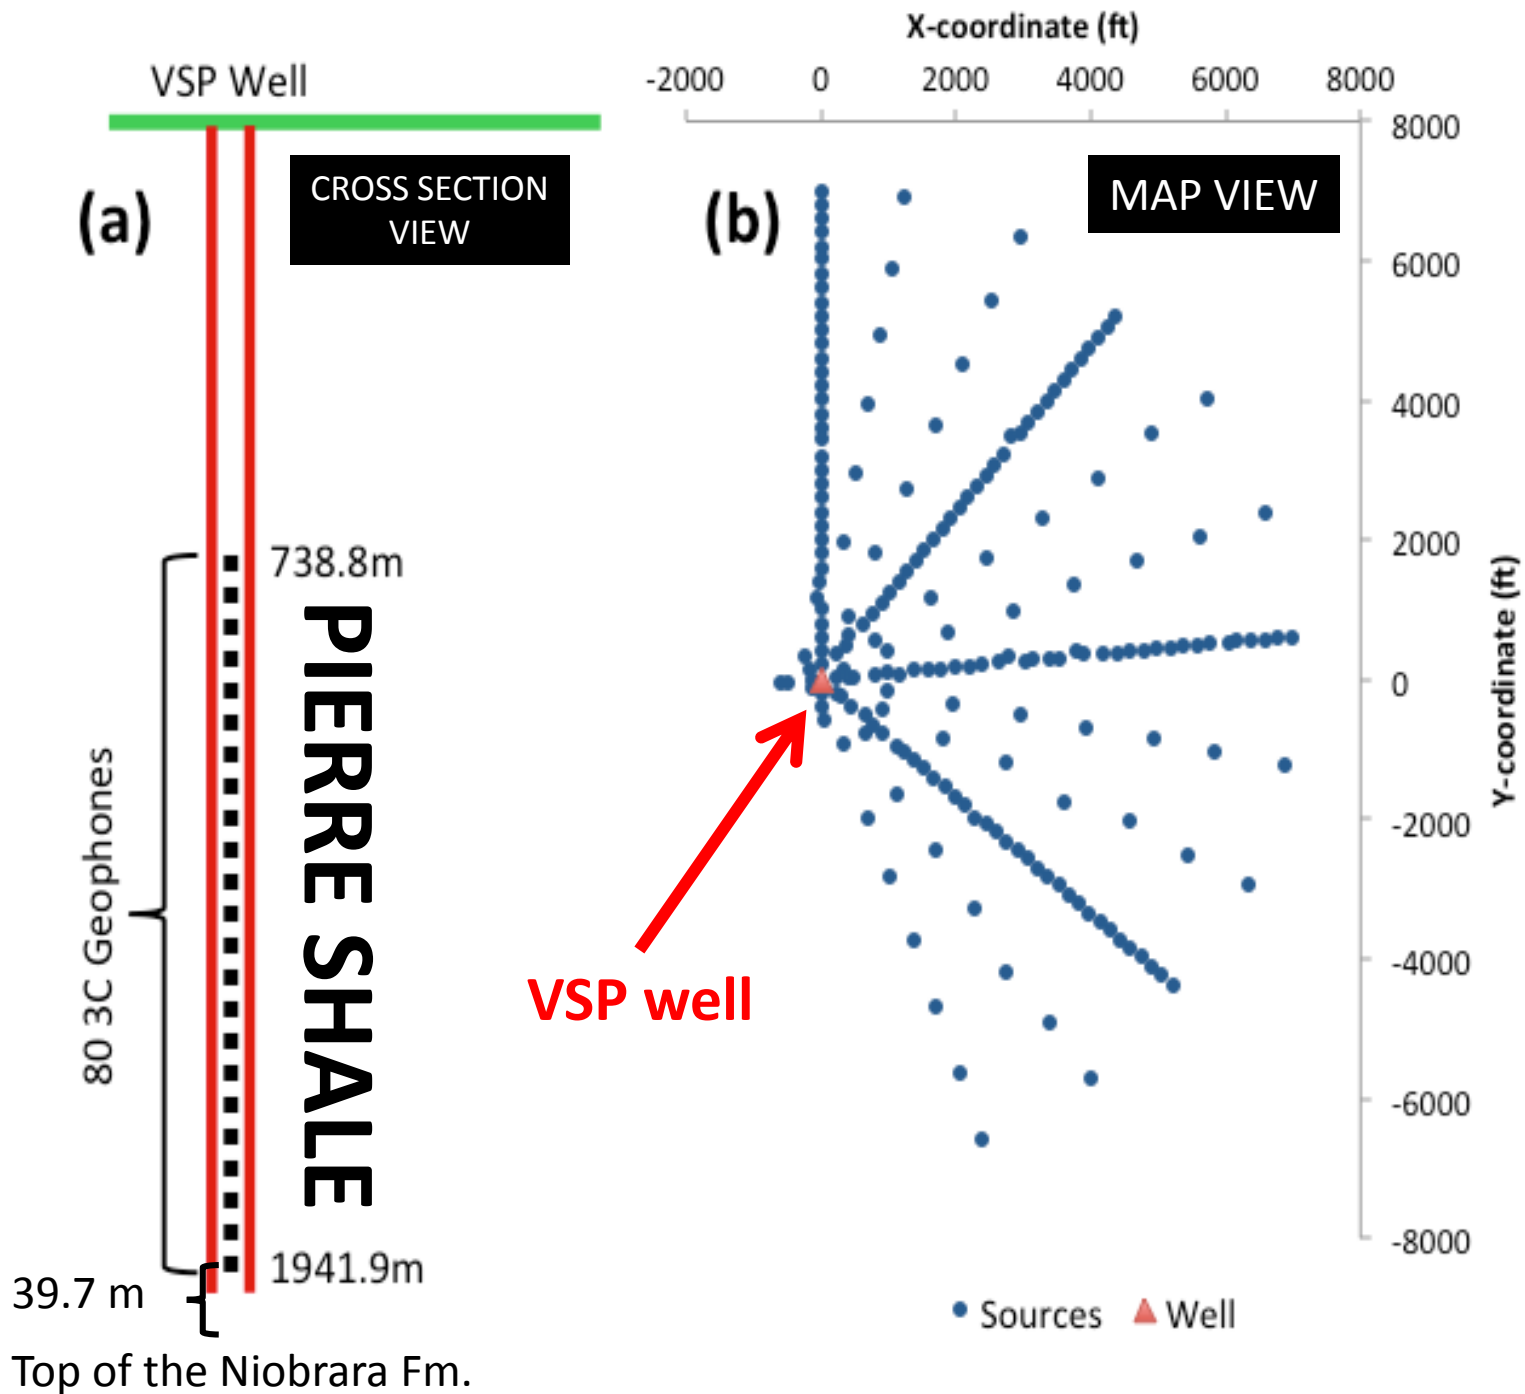 VSP Well
(a)
CROSS SECTION
VIEW
738.8m
PIERRE SHALE
80 3C Geophones
1941.9m
39.7 m
Top of the Niobrara Fm.
X-coordinate (ft)
-2000 0 2000 4000 6000 8000
(b)
MAP VIEW
8000
6000
4000
2000
0
-2000
-4000
-6000
-8000
Y-coordinate (ft)
VSP well
Sources Well